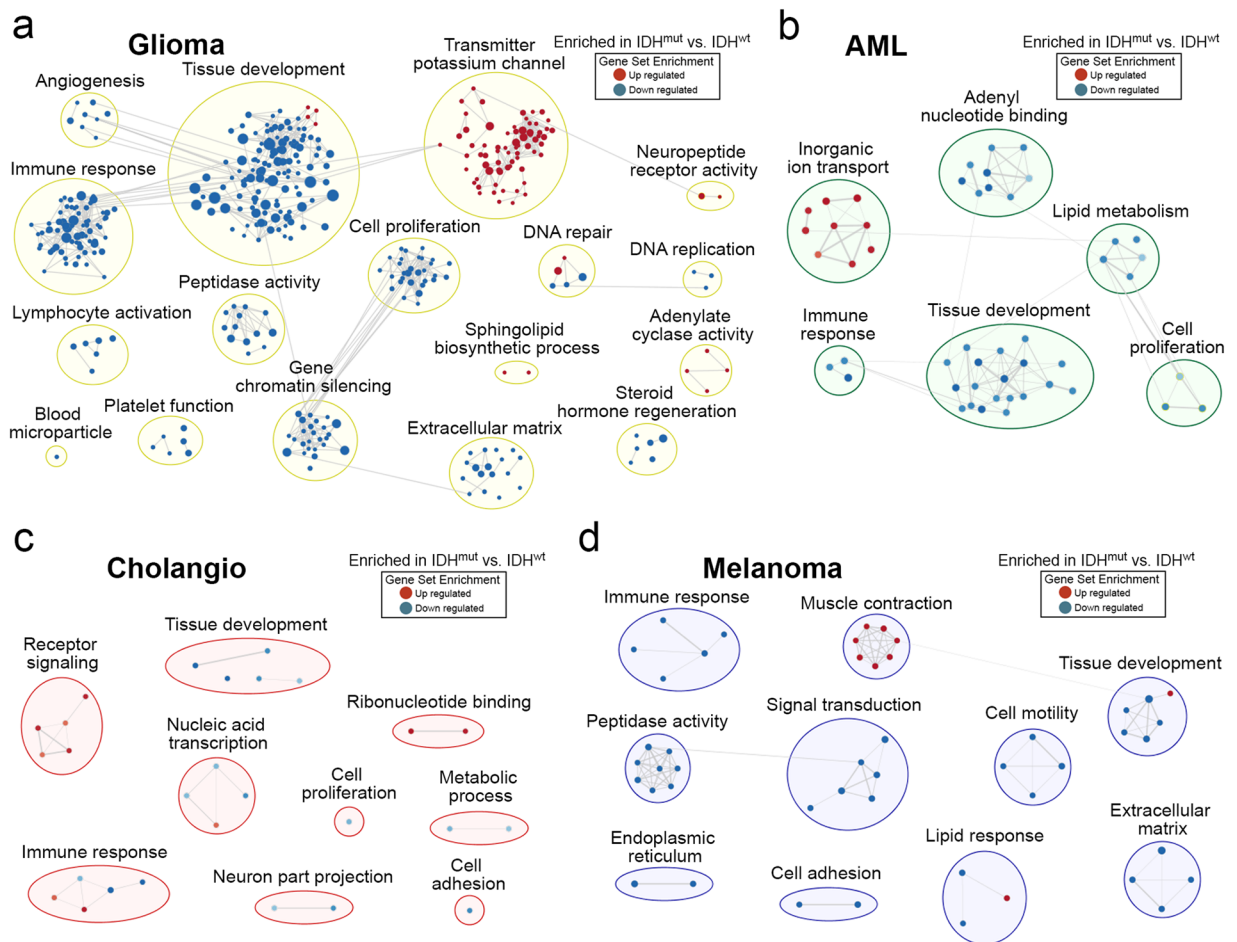 a
Glioma
Enriched in IDHmut vs. IDHwt
Gene Set Enrichment
Up regulated
Down regulated
Angiogenesis
Tissue development
Transmitter
potassium channel
Immune response
Neuropeptide
receptor activity
Cell proliferation
DNA repair
DNA replication
Peptidase activity
Lymphocyte activation
Sphingolipid
biosynthetic process
Adenylate
cyclase activity
Gene
chromatin silencing
Steroid
hormone regeneration
Blood
microparticle
Platelet function
Extracellular matrix
b
AML
Enriched in IDHmut vs. IDHwt
Gene Set Enrichment
Up regulated
Down regulated
Adenyl
nucleotide binding
Inorganic
ion transport
Lipid metabolism
Immune
response
Tissue development
Cell
proliferation
c
Cholangio
Enriched in IDHmut vs. IDHwt
Gene Set Enrichment
Up regulated
Down regulated
Receptor
signaling
Tissue development
Ribonucleotide binding
Nucleic acid
transcription
Cell
proliferation
Metabolic
process
Immune response
Neuron part projection
Cell
adhesion
d
Melanoma
Enriched in IDHmut vs. IDHwt
Gene Set Enrichment
Up regulated
Down regulated
Immune response
Muscle contraction
Tissue development
Peptidase activity
Signal transduction
Cell motility
Endoplasmic
reticulum
Cell adhesion
Lipid response
Extracellular
matrix